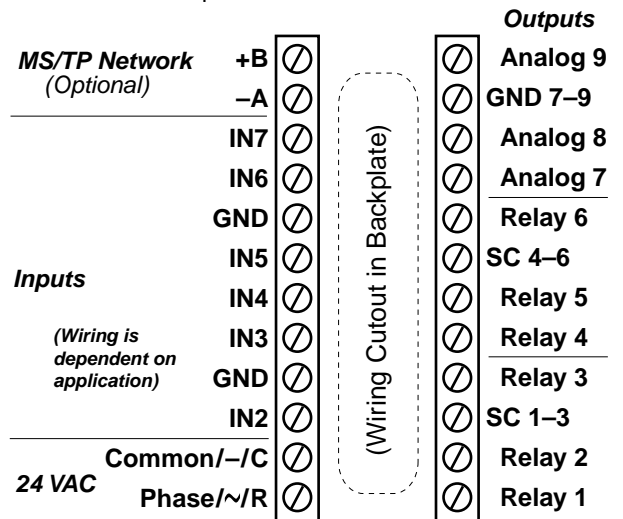 Outputs
MS/TP Network +B Analog 9
(Optional) –A GND 7–9
IN7 Analog 8
IN6 Analog 7
GND Relay 6
IN5 SC 4–6
Inputs
IN4 Relay 5
(Wiring is IN3 Relay 4
dependent on
application) GND Relay 3
IN2 SC 1–3
(Wiring Cutout in Backplate)
Common/–/C Relay 2
24 VAC Phase/~/R Relay 1